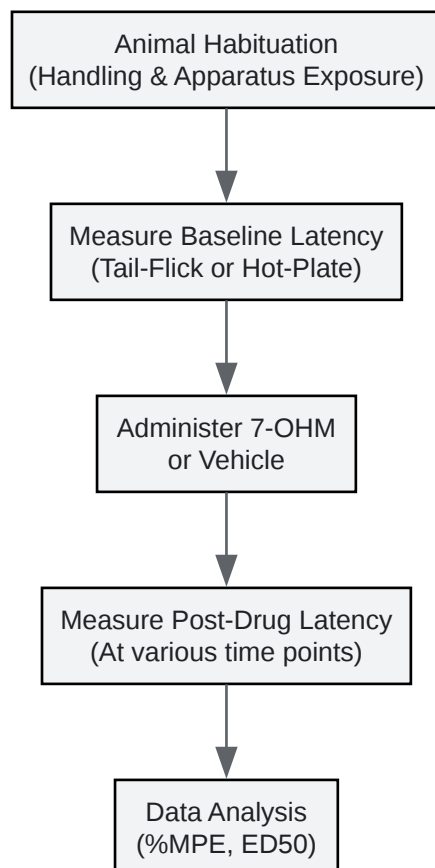 Animal Habituation
(Handling & Apparatus Exposure)
Measure Baseline Latency
(Tail-Flick or Hot-Plate)
Administer 7-OHM
or Vehicle
Measure Post-Drug Latency
(At various time points)
Data Analysis
(%MPE, ED50)